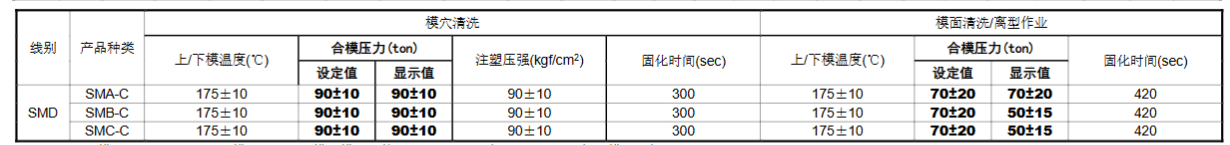 线别 产品种类 模穴清洗 模面清洗/离型作业
上/下模温度(℃) 合模压力(ton) 注塑压强(kgf/cm²) 固化时间(sec) 上/下模温度(℃) 合模压力(ton) 固化时间(sec)
设定值 显示值 设定值 显示值
SMD SMA-C 175±10 90±10 90±10 90±10 300 175±10 70±20 70±20 420
SMB-C 175±10 90±10 90±10 90±10 300 175±10 70±20 50±15 420
SMC-C 175±10 90±10 90±10 90±10 300 175±10 70±20 50±15 420